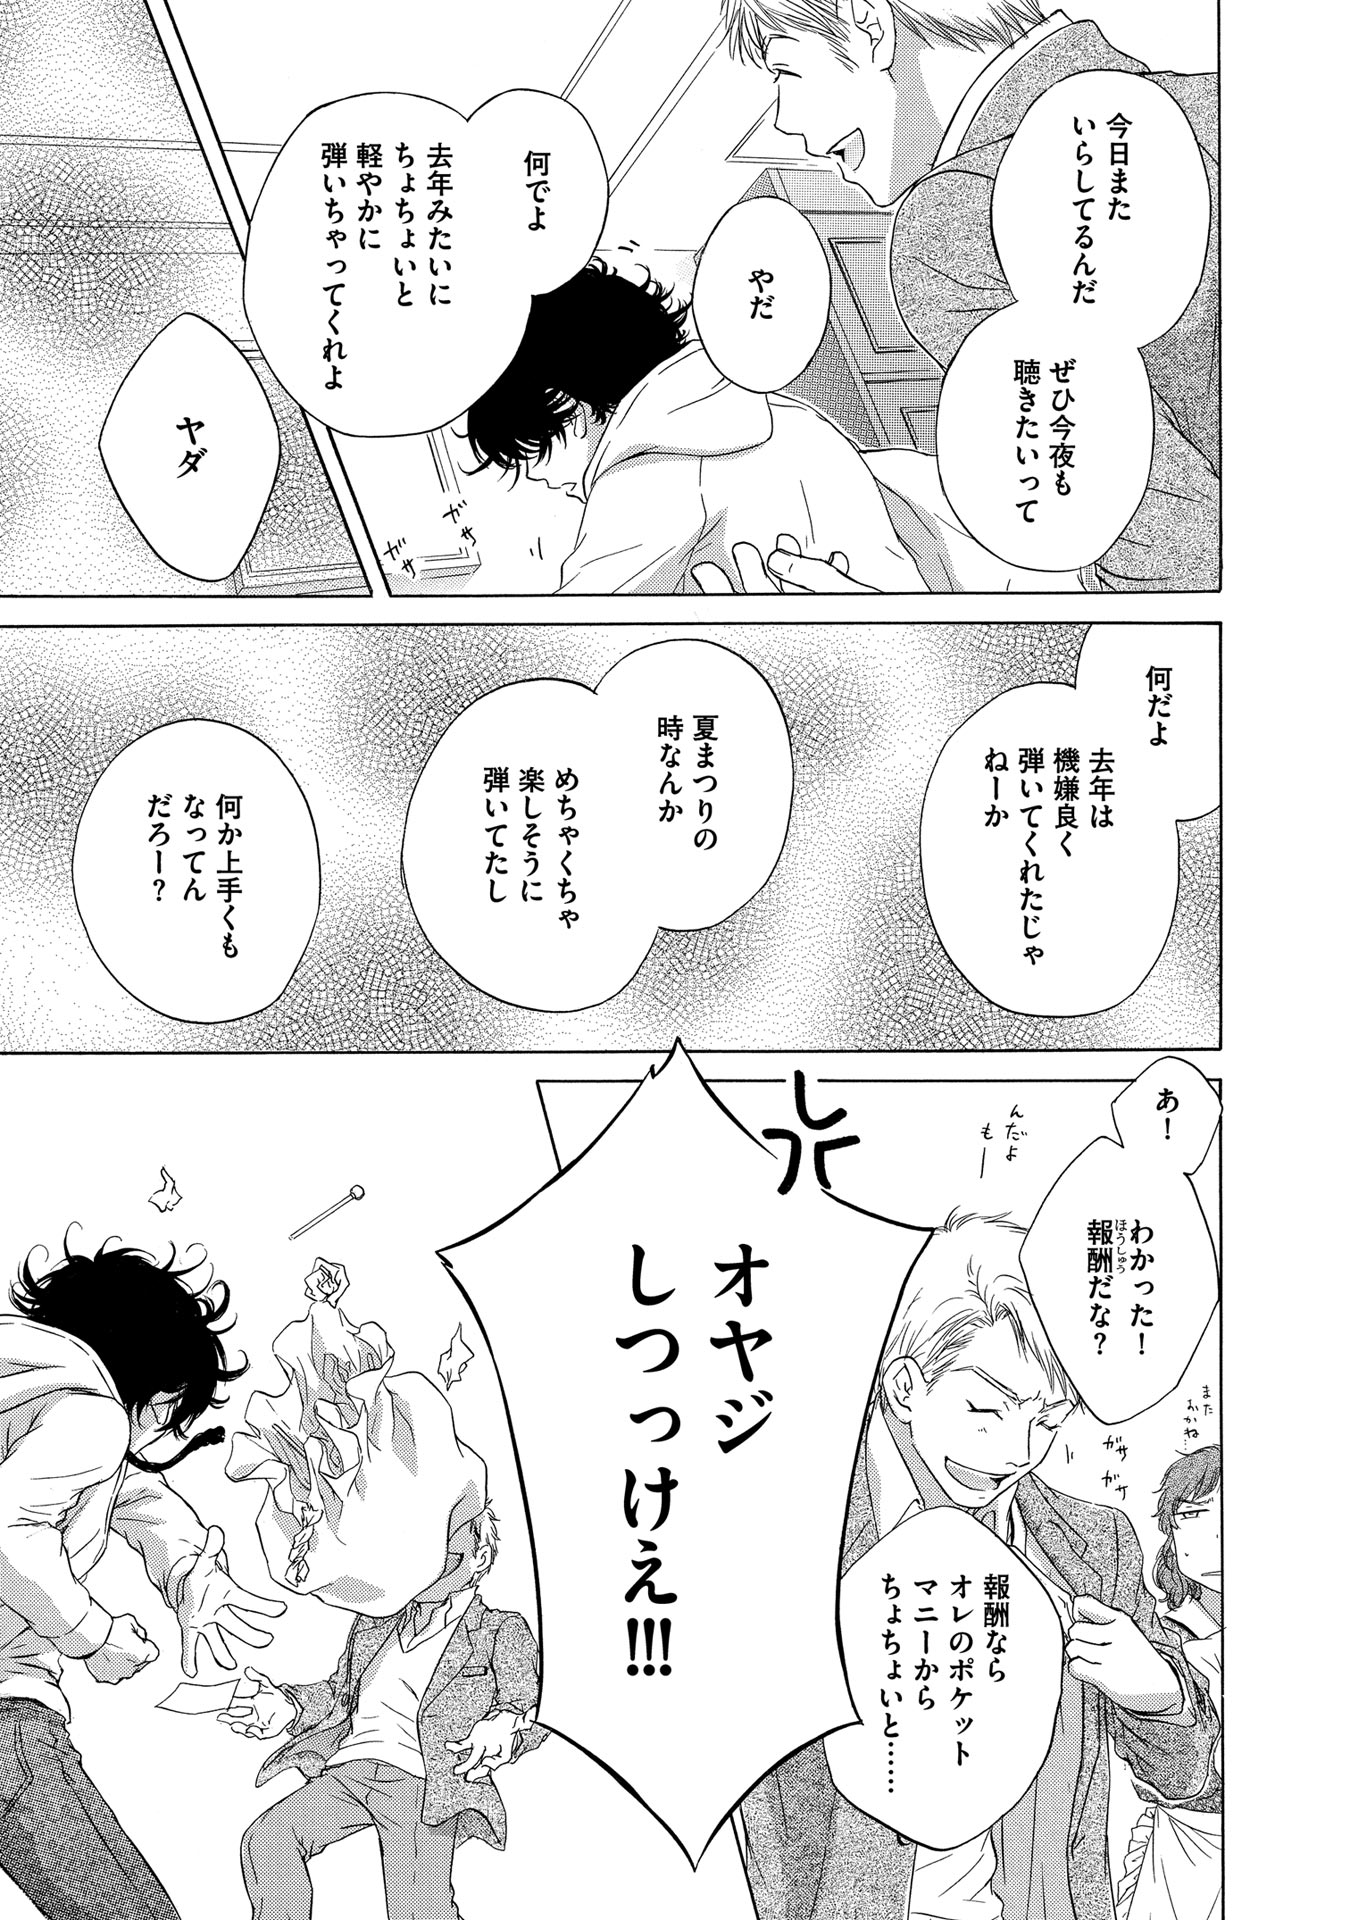 今日また
いらしてるんだ
ぜひ今夜も
聴きたいって
やだ
何でよ
去年みたいに
ちょちょいと
軽やかに
弾いちゃってくれよ
ガサ
ガサ
ヤダ
何だよ
去年は
機嫌良く
弾いてくれたじゃ
ねーか
夏まつりの
時なんか
めちゃくちゃ
楽しそうに
弾いてたし
何か上手くも
なってん
だろー？
あ！
わかった！
報酬だな？
ほうしゅう
んだよ
もー
また
おかね…
ガサ
ガサ
報酬なら
オレのポケット
マニーから
ちょちょいと……
オヤジ
しつっけえ!!!